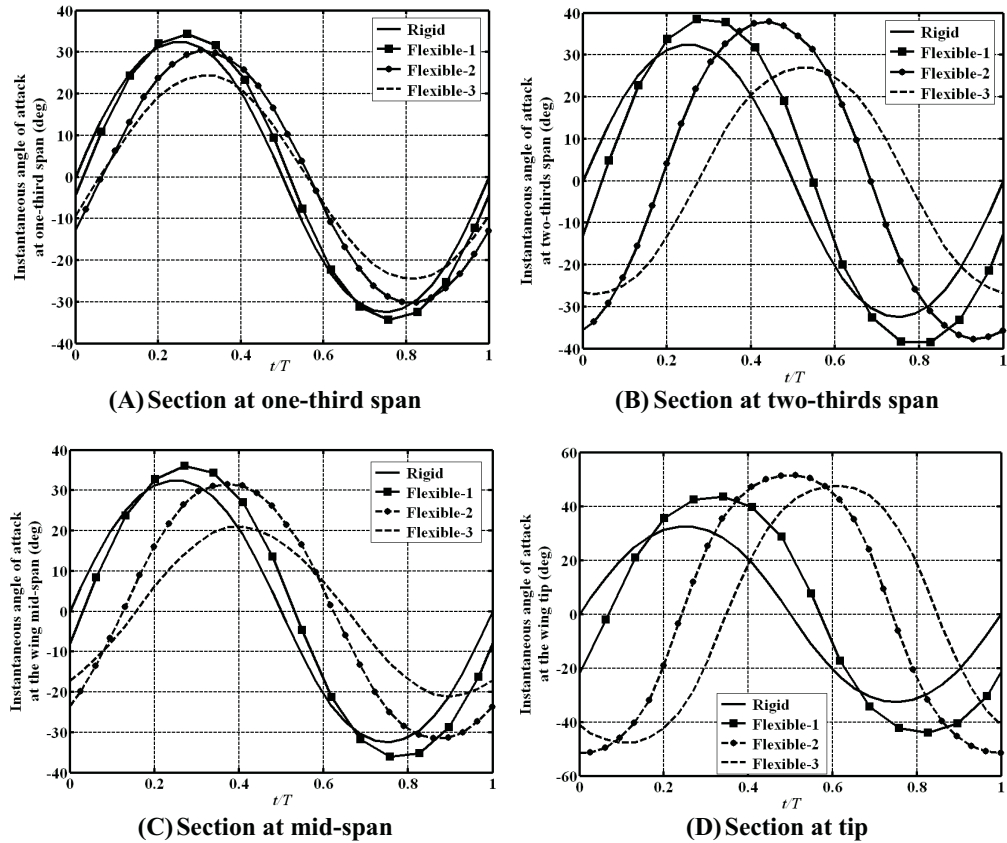 Instantaneous angle of attack
at one-third span (deg)
40
30
20
10
0
-10
-20
-30
-40
0
0.2
0.4
0.6
0.8
1
t/T
Rigid
Flexible-1
Flexible-2
Flexible-3
(A) Section at one-third span
Instantaneous angle of attack
at two-thirds span (deg)
40
30
20
10
0
-10
-20
-30
-40
0
0.2
0.4
0.6
0.8
1
t/T
Rigid
Flexible-1
Flexible-2
Flexible-3
(B) Section at two-thirds span
Instantaneous angle of attack
at the wing mid-span (deg)
40
30
20
10
0
-10
-20
-30
-40
0
0.2
0.4
0.6
0.8
1
t/T
Rigid
Flexible-1
Flexible-2
Flexible-3
(C) Section at mid-span
Instantaneous angle of attack
at the wing tip (deg)
60
40
20
0
-20
-40
-60
0
0.2
0.4
0.6
0.8
1
t/T
Rigid
Flexible-1
Flexible-2
Flexible-3
(D) Section at tip